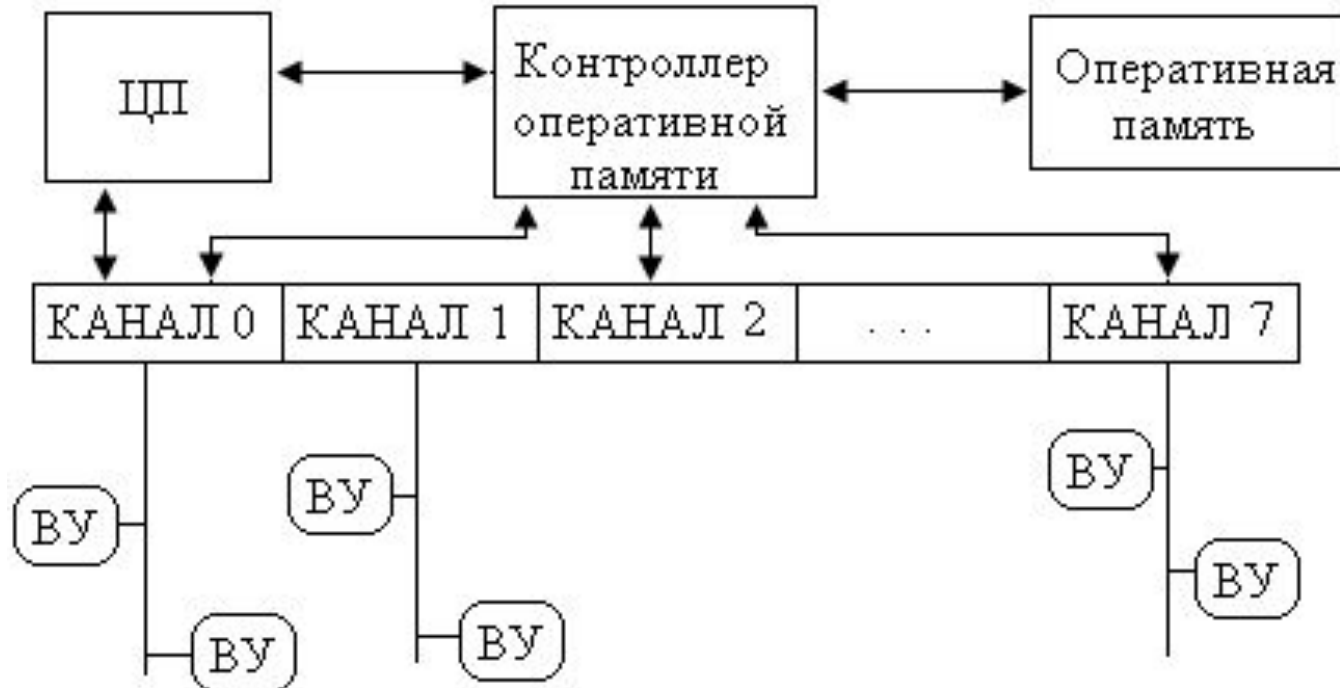 ЦП
Контроллер
оперативной
памяти
Оперативная
память
КАНАЛ 0
КАНАЛ 1
КАНАЛ 2
. . .
КАНАЛ 7
ВУ
ВУ
ВУ
ВУ
ВУ
ВУ